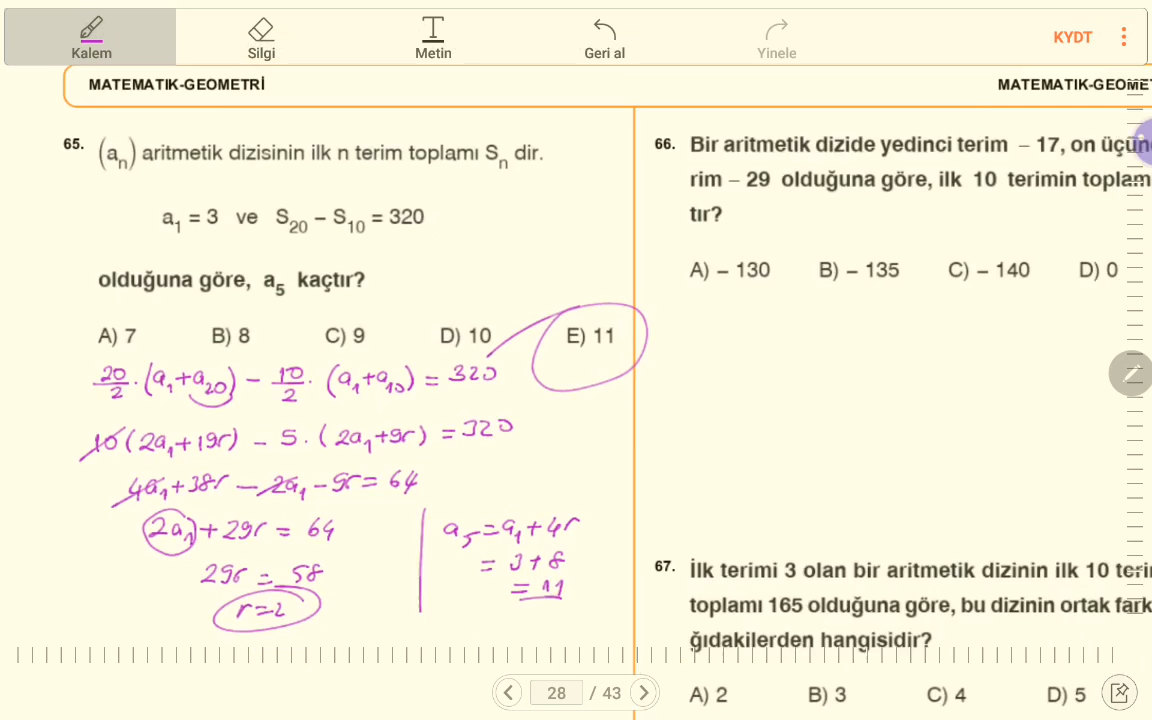 Kalem Silgi Metin Geri al Yinele KYDT
MATEMATIK-GEOMETRİ
MATEMATIK-GEOME
65. (aₙ) aritmetik dizisinin ilk n terim toplamı Sₙ dir.
a₁ = 3 ve S₂₀ – S₁₀ = 320
olduğuna göre, a₅ kaçtır?
A) 7 B) 8 C) 9 D) 10 E) 11
20/2 · (a₁+a₂₀) – 10/2 · (a₁+a₁₀) = 320
10(2a₁+19r) – 5 · (2a₁+9r) = 320
4a₁+38r – 2a₁ – 9r = 64
2a₁+29r = 64
29r = 58
r=2
a₅=a₁+4r
= 3+8
= 11
66. Bir aritmetik dizide yedinci terim – 17, on üçün
rim – 29 olduğuna göre, ilk 10 terimin toplam
tır?
A) – 130 B) – 135 C) – 140 D) 0
67. İlk terimi 3 olan bir aritmetik dizinin ilk 10 teri
toplamı 165 olduğuna göre, bu dizinin ortak fark
ğıdakilerden hangisidir?
A) 2 B) 3 C) 4 D) 5
28 / 43